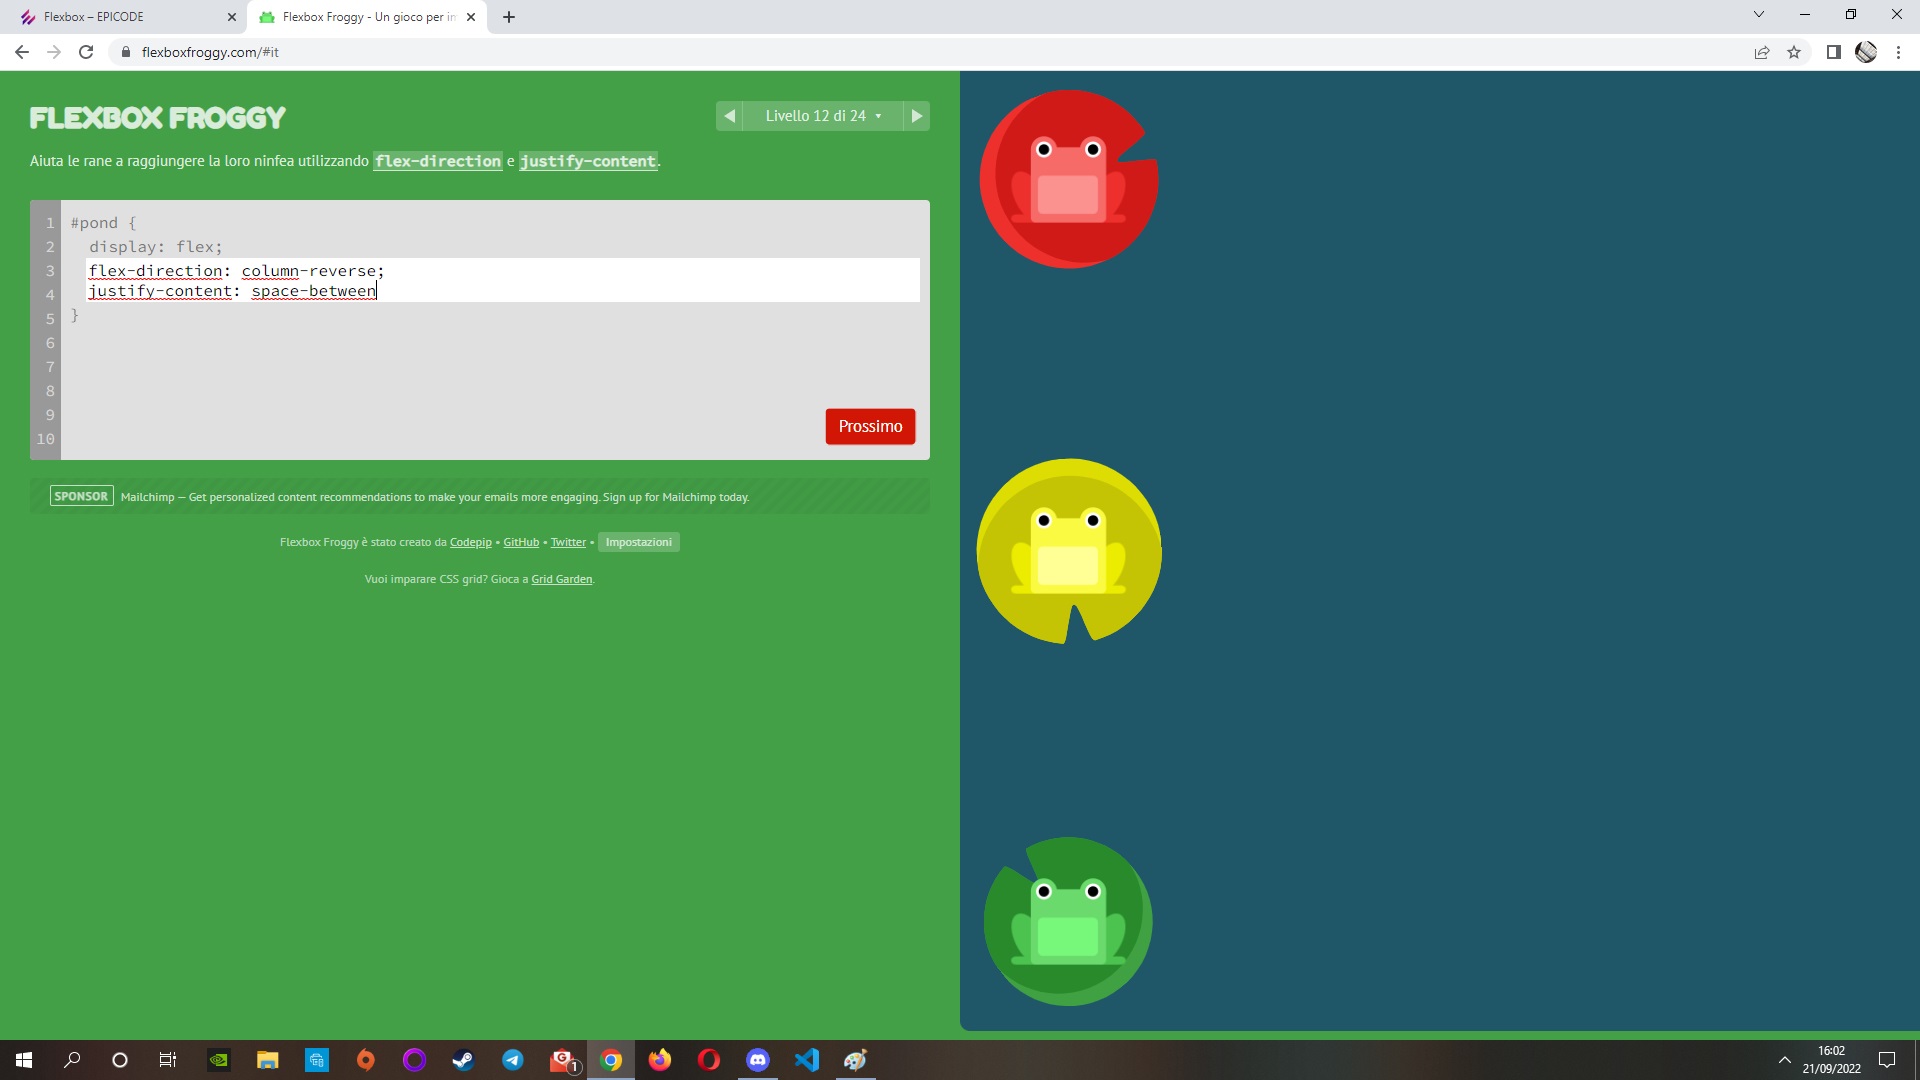 Flexbox – EPICODE
Flexbox Froggy - Un gioco per im
flexboxfroggy.com/#it
FLEXBOX FROGGY
Livello 12 di 24
Aiuta le rane a raggiungere la loro ninfea utilizzando flex-direction e justify-content.
1 #pond {
2 display: flex;
3 flex-direction: column-reverse;
4 justify-content: space-between
5 }
6
7
8
9
10
Prossimo
SPONSOR Mailchimp — Get personalized content recommendations to make your emails more engaging. Sign up for Mailchimp today.
Flexbox Froggy è stato creato da Codepip • GitHub • Twitter • Impostazioni
Vuoi imparare CSS grid? Gioca a Grid Garden.
G 1
16:02
21/09/2022